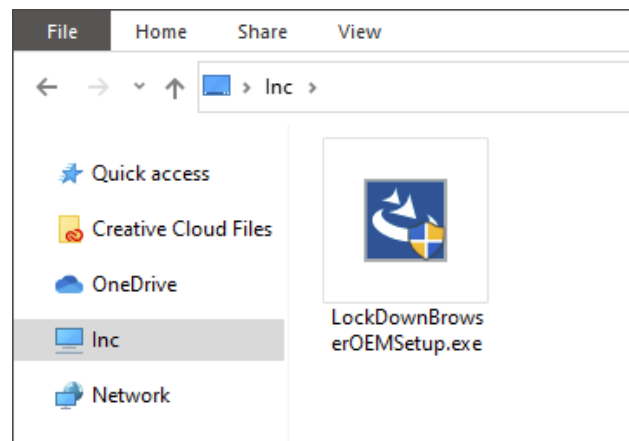 File Home Share View
Inc
Quick access
Creative Cloud Files
OneDrive
Inc
Network
LockDownBrows
erOEMSetup.exe